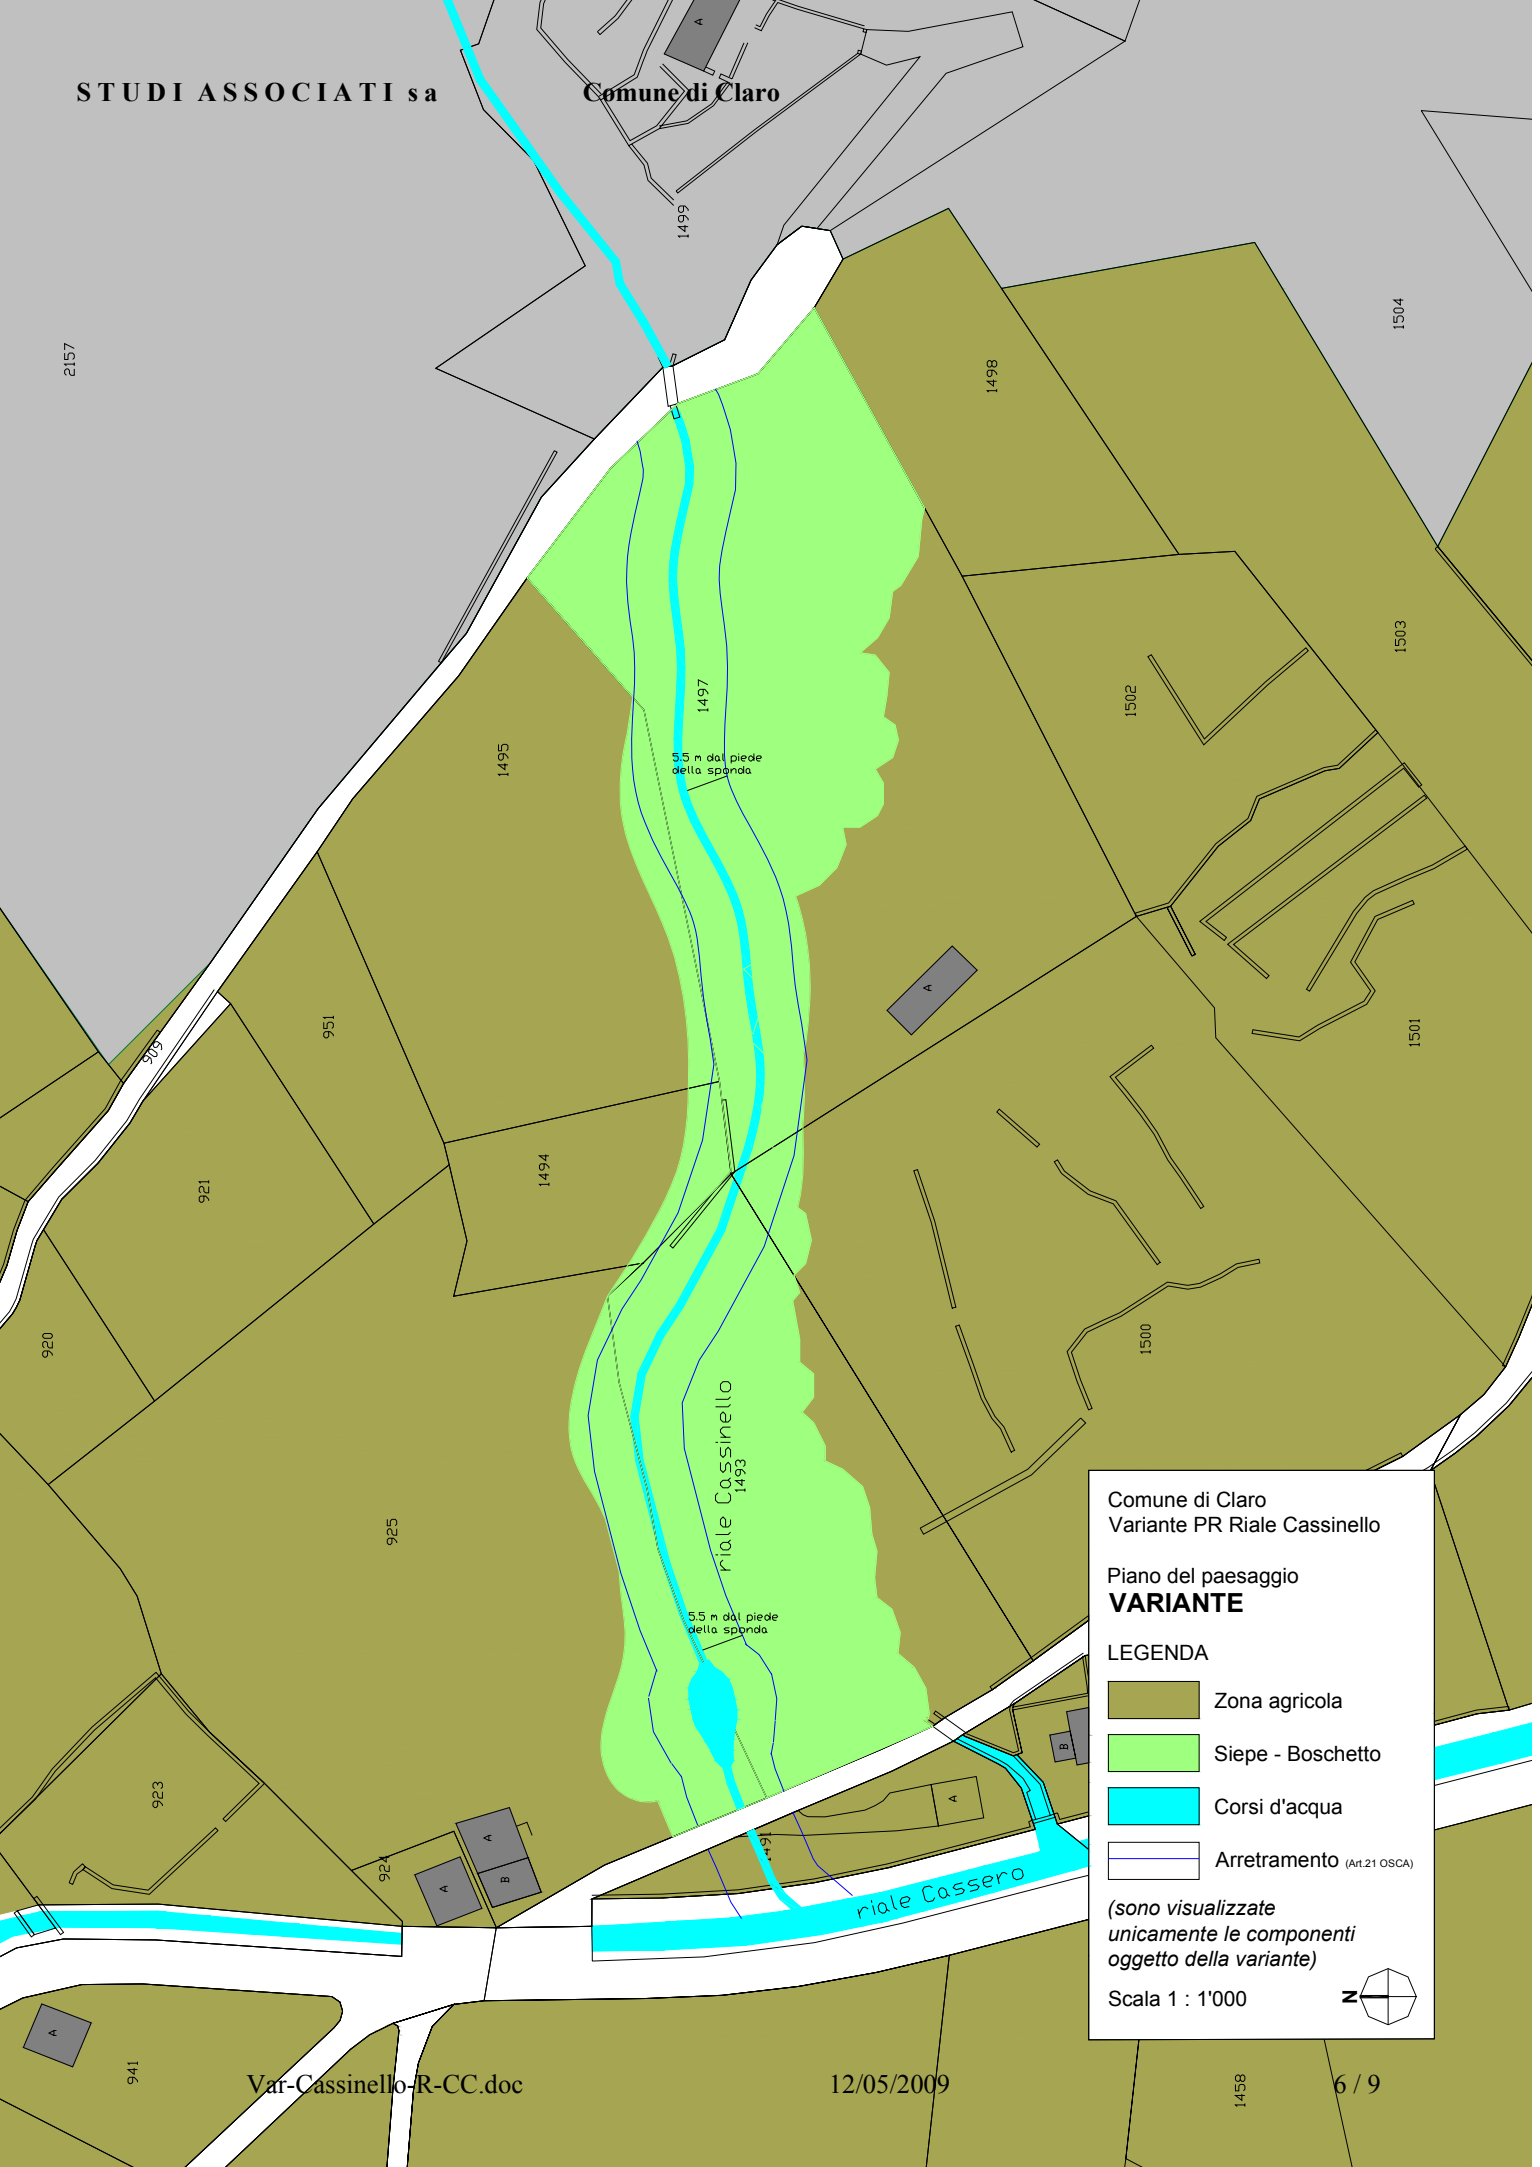 STUDI ASSOCIATI sa
Comune di Claro
A
1499
2157
1504
1498
1503
1497
1502
1495
5.5 m dal piede
della sponda
A
951
909
1501
1494
921
1500
920
riale Cassinello
1493
925
5.5 m dal piede
della sponda
B
923
A
A
1491
924
A
B
riale Cassero
A
941
1458
Comune di Claro
Variante PR Riale Cassinello
Piano del paesaggio
VARIANTE
LEGENDA
Zona agricola
Siepe - Boschetto
Corsi d'acqua
Arretramento (Art.21 OSCA)
(sono visualizzate
unicamente le componenti
oggetto della variante)
Scala 1 : 1'000
N
Var-Cassinello-R-CC.doc
12/05/2009
6 / 9